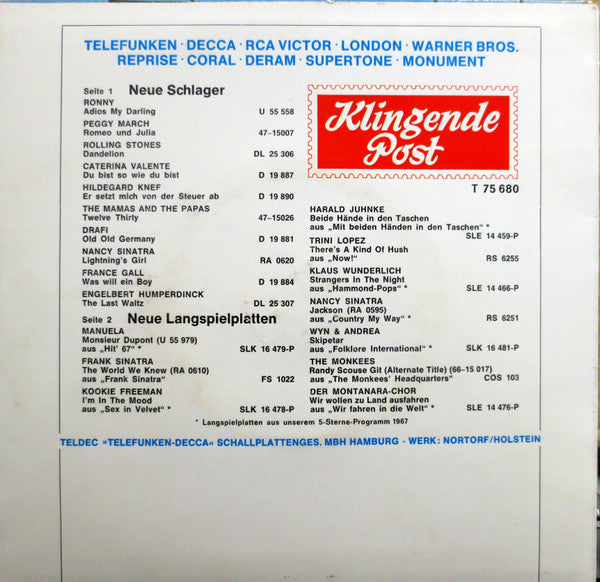 TELEFUNKEN · DECCA · RCA VICTOR · LONDON · WARNER BROS.
REPRISE · CORAL · DERAM · SUPERTONE · MONUMENT
Seite 1 Neue Schlager
RONNY
Adios My Darling U 55 558
PEGGY MARCH
Romeo und Julia 47-15007
ROLLING STONES
Dandelion DL 25 306
CATERINA VALENTE
Du bist so wie du bist D 19 887
HILDEGARD KNEF
Er setzt mich von der Steuer ab D 19 890
THE MAMAS AND THE PAPAS
Twelve Thirty 47-15026
DRAFI
Old Old Germany D 19 881
NANCY SINATRA
Lightning's Girl RA 0620
FRANCE GALL
Was will ein Boy D 19 884
ENGELBERT HUMPERDINCK
The Last Waltz DL 25 307
Seite 2 Neue Langspielplatten
MANUELA
Monsieur Dupont (U 55 979)
aus „Hit' 67" * SLK 16 479-P
FRANK SINATRA
The World We Knew (RA 0610)
aus „Frank Sinatra" FS 1022
KOOKIE FREEMAN
I'm In The Mood
aus „Sex in Velvet" * SLK 16 478-P
Klingende
Post
T 75 680
HARALD JUHNKE
Beide Hände in den Taschen
aus „Mit beiden Händen in den Taschen" *
SLE 14 459-P
TRINI LOPEZ
There's A Kind Of Hush
aus „Now!" RS 6255
KLAUS WUNDERLICH
Strangers In The Night
aus „Hammond-Pops" * SLE 14 466-P
NANCY SINATRA
Jackson (RA 0595)
aus „Country My Way" * RS 6251
WYN & ANDREA
Skipetar
aus „Folklore International" * SLK 16 481-P
THE MONKEES
Randy Scouse Git (Alternate Title) (66-15 017)
aus „The Monkees' Headquarters" COS 103
DER MONTANARA-CHOR
Wir wollen zu Land ausfahren
aus „Wir fahren in die Welt" * SLE 14 476-P
* Langspielplatten aus unserem 5-Sterne-Programm 1967
TELDEC »TELEFUNKEN-DECCA« SCHALLPLATTENGES. MBH HAMBURG · WERK: NORTORF/HOLSTEIN